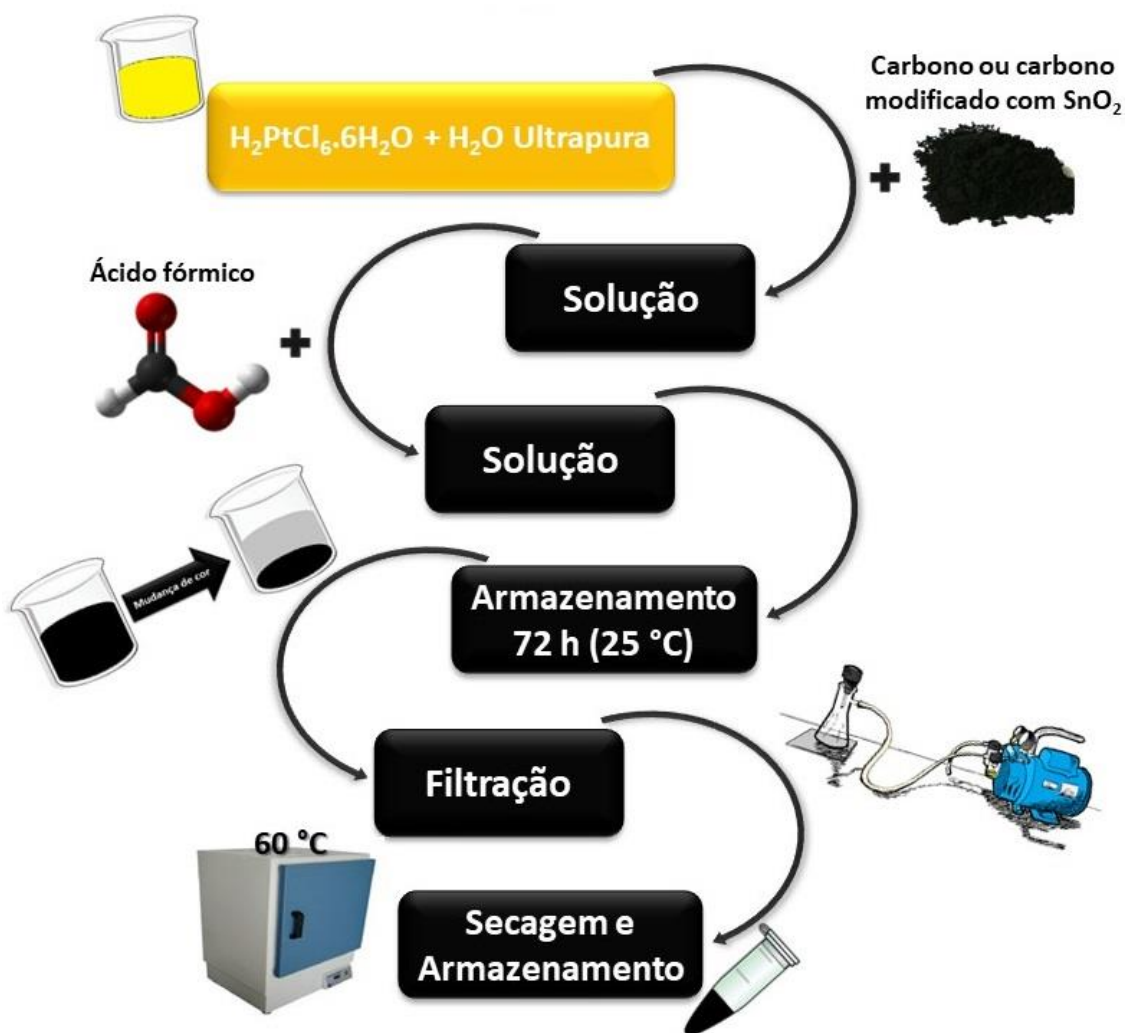 H₂PtCl₆.6H₂O + H₂O Ultrapura
Carbono ou carbono
modificado com SnO₂
Solução
Ácido fórmico
Solução
Mudança de cor
Armazenamento
72 h (25 °C)
Filtração
60 °C
Secagem e
Armazenamento